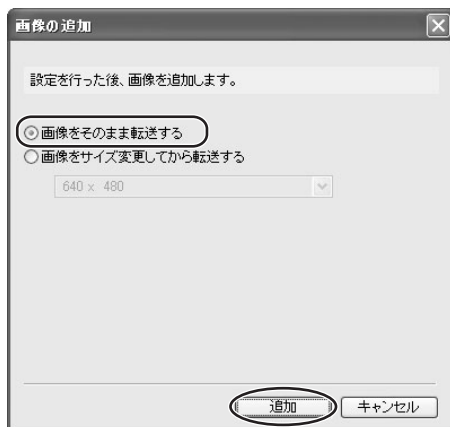 画像の追加
設定を行った後、画像を追加します。
画像をそのまま転送する
画像をサイズ変更してから転送する
640 x 480
追加
キャンセル